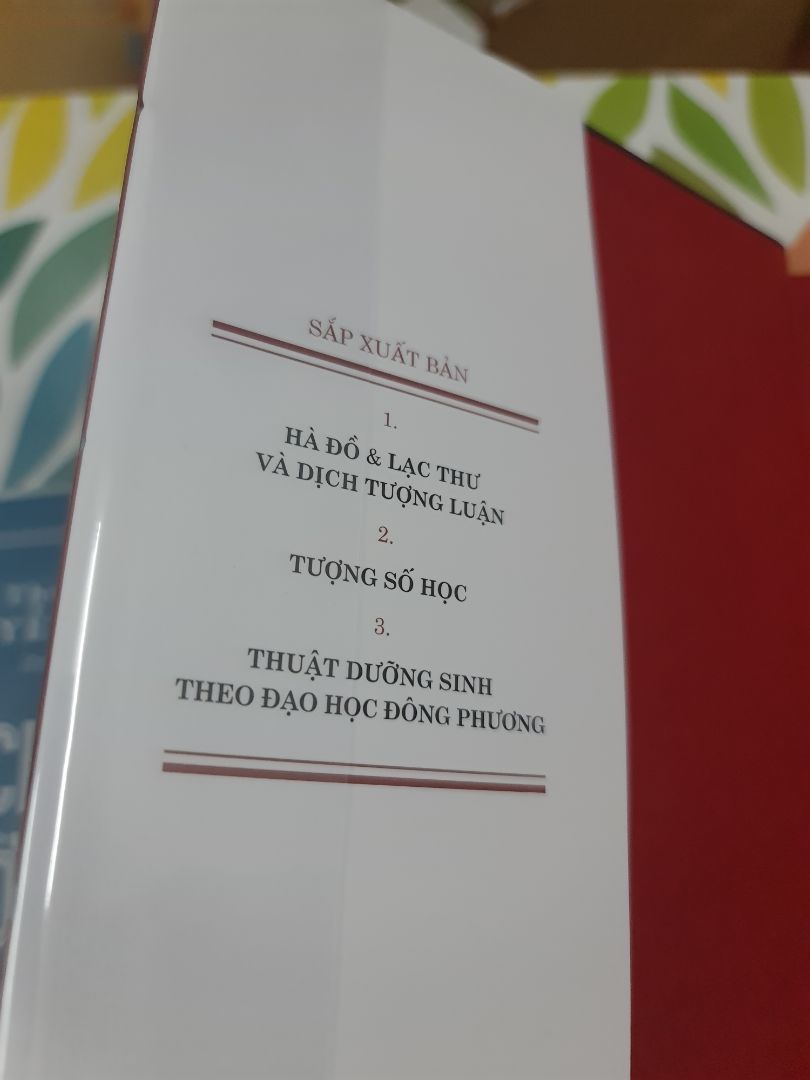 SẮP XUẤT BẢN
1.
HÀ ĐỒ & LẠC THƯ
VÀ DỊCH TƯỢNG LUẬN
2.
TƯỢNG SỐ HỌC
3.
THUẬT DƯỠNG SINH
THEO ĐẠO HỌC ĐÔNG PHƯƠNG